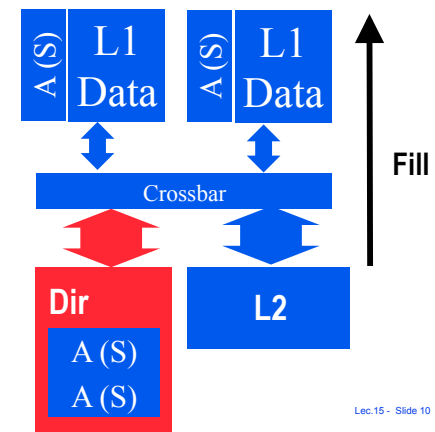 A (S)
L1
Data
A (S)
L1
Data
Fill
Crossbar
Dir
A (S)
A (S)
L2
Lec.15 - Slide 10